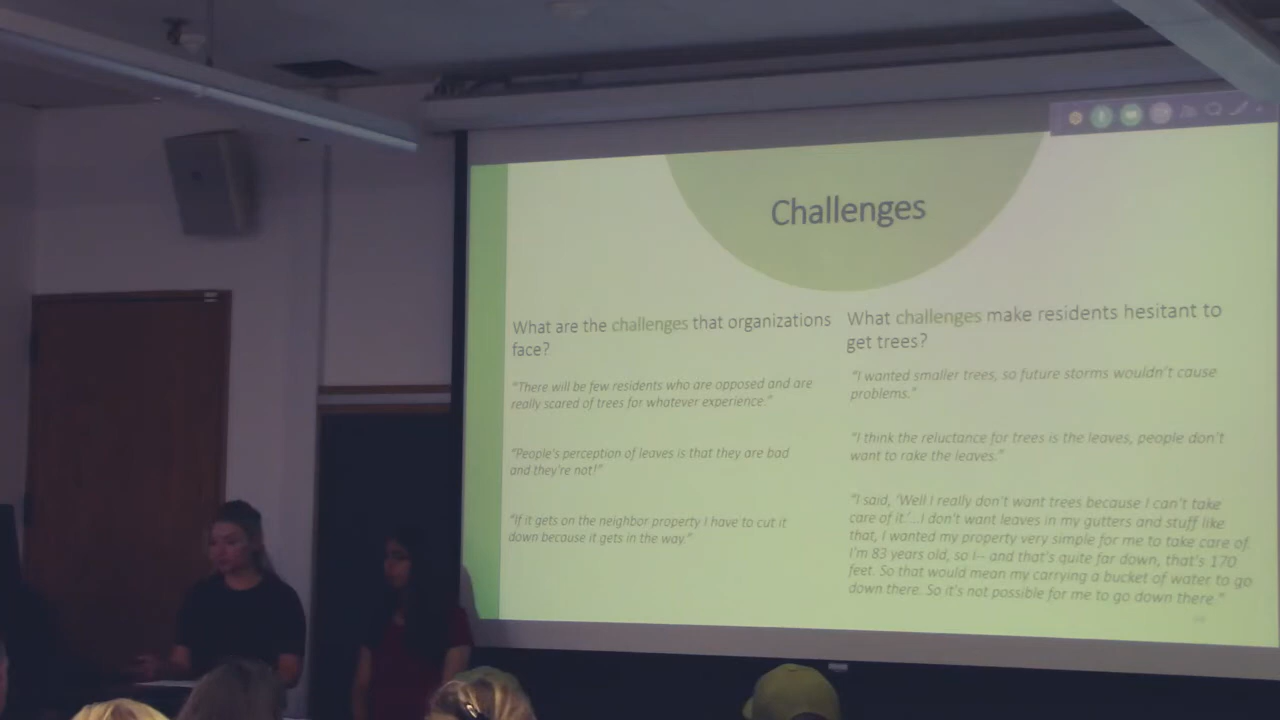 Challenges
What are the challenges that organizations
face?
"There will be few residents who are opposed and are
really scared of trees for whatever experience."
"People's perception of leaves is that they are bad
and they're not!"
"If it gets on the neighbor property I have to cut it
down because it gets in the way."
What challenges make residents hesitant to
get trees?
"I wanted smaller trees, so future storms wouldn't cause
problems."
"I think the reluctance for trees is the leaves, people don't
want to rake the leaves."
"I said, 'Well I really don't want trees because I can't take
care of it.'...I don't want leaves in my gutters and stuff like
that, I wanted my property very simple for me to take care of.
I'm 83 years old, so I-- and that's quite far down, that's 170
feet. So that would mean my carrying a bucket of water to go
down there. So it's not possible for me to go down there."